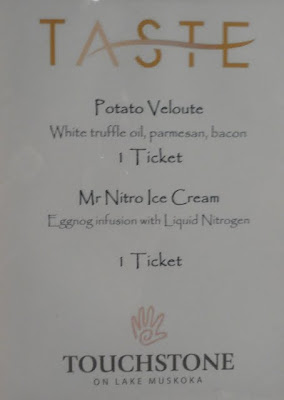 TASTE
Potato Veloute
White truffle oil, parmesan, bacon
1 Ticket
Mr Nitro Ice Cream
Eggnog infusion with Liquid Nitrogen
1 Ticket
TOUCHSTONE
ON LAKE MUSKOKA